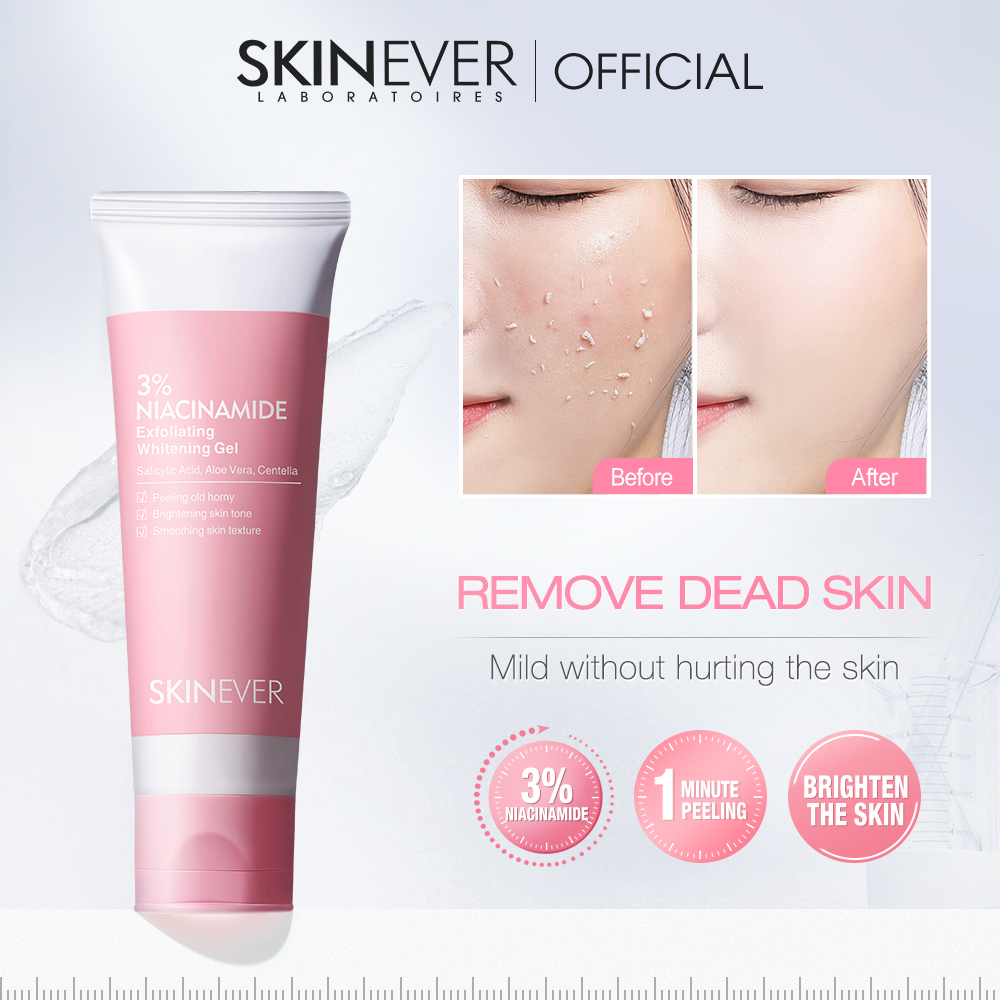 SKINEVER | OFFICIAL
LABORATOIRES
3%
NIACINAMIDE
Exfoliating
Whitening Gel
Salicylic Acid, Aloe Vera, Centella
Peeling old horny
Brightening skin tone
Smoothing skin texture
SKINEVER
Before
After
REMOVE DEAD SKIN
Mild without hurting the skin
3%
NIACINAMIDE
1 MINUTE
PEELING
BRIGHTEN
THE SKIN